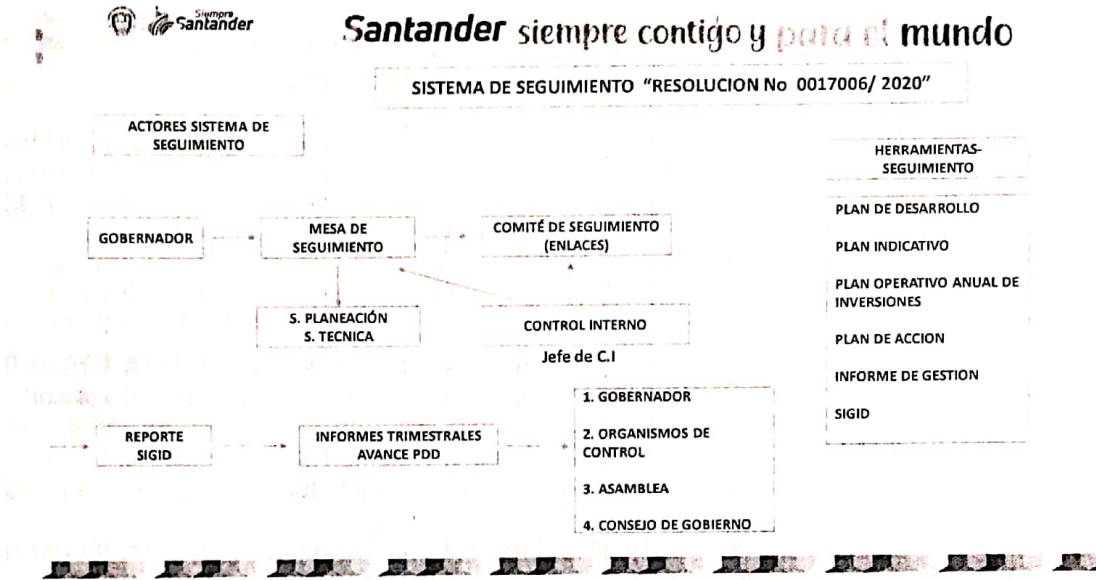 Siempre
Santander
Santander siempre contigo y para el mundo
SISTEMA DE SEGUIMIENTO "RESOLUCION No 0017006/ 2020"
ACTORES SISTEMA DE
SEGUIMIENTO
HERRAMIENTAS-
SEGUIMIENTO
GOBERNADOR
MESA DE
SEGUIMIENTO
COMITÉ DE SEGUIMIENTO
(ENLACES)
S. PLANEACIÓN
S. TECNICA
CONTROL INTERNO
Jefe de C.I
PLAN DE DESARROLLO
PLAN INDICATIVO
PLAN OPERATIVO ANUAL DE
INVERSIONES
PLAN DE ACCION
INFORME DE GESTION
SIGID
REPORTE
SIGID
INFORMES TRIMESTRALES
AVANCE PDD
1. GOBERNADOR
2. ORGANISMOS DE
CONTROL
3. ASAMBLEA
4. CONSEJO DE GOBIERNO